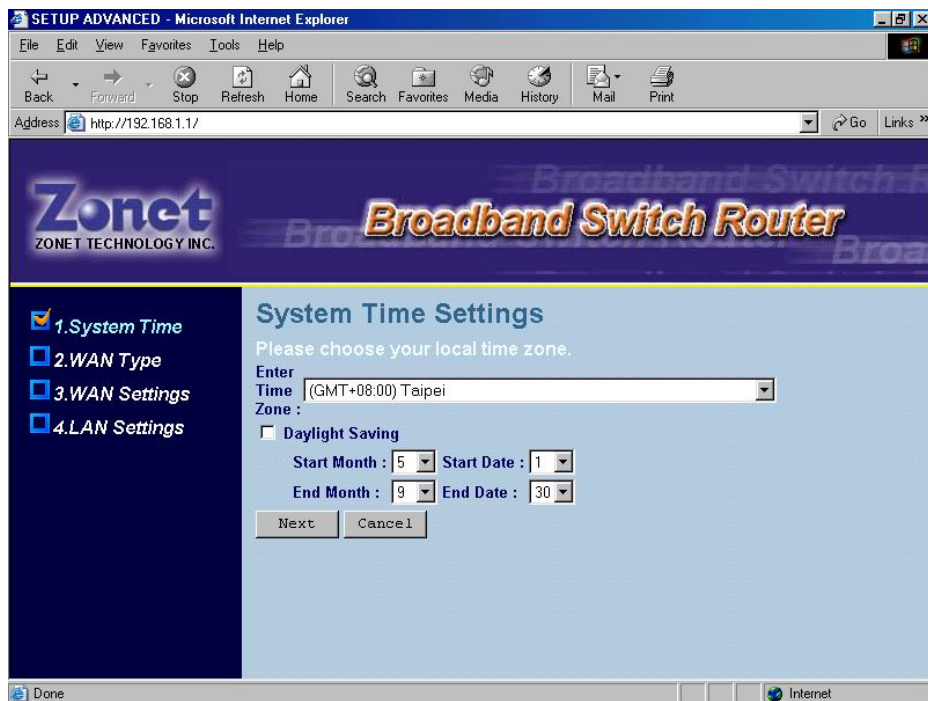 SETUP ADVANCED - Microsoft Internet Explorer
File Edit View Favorites Tools Help
Back Forward Stop Refresh Home Search Favorites Media History Mail Print
Address http://192.168.1.1/ Go Links »
Broadband Switch R
Zonet
ZONET TECHNOLOGY INC.
Broadband Switch Router
Broa
1.System Time
2.WAN Type
3.WAN Settings
4.LAN Settings
System Time Settings
Please choose your local time zone.
Enter
Time (GMT+08:00) Taipei
Zone :
Daylight Saving
Start Month : 5 Start Date : 1
End Month : 9 End Date : 30
Next Cancel
Done Internet